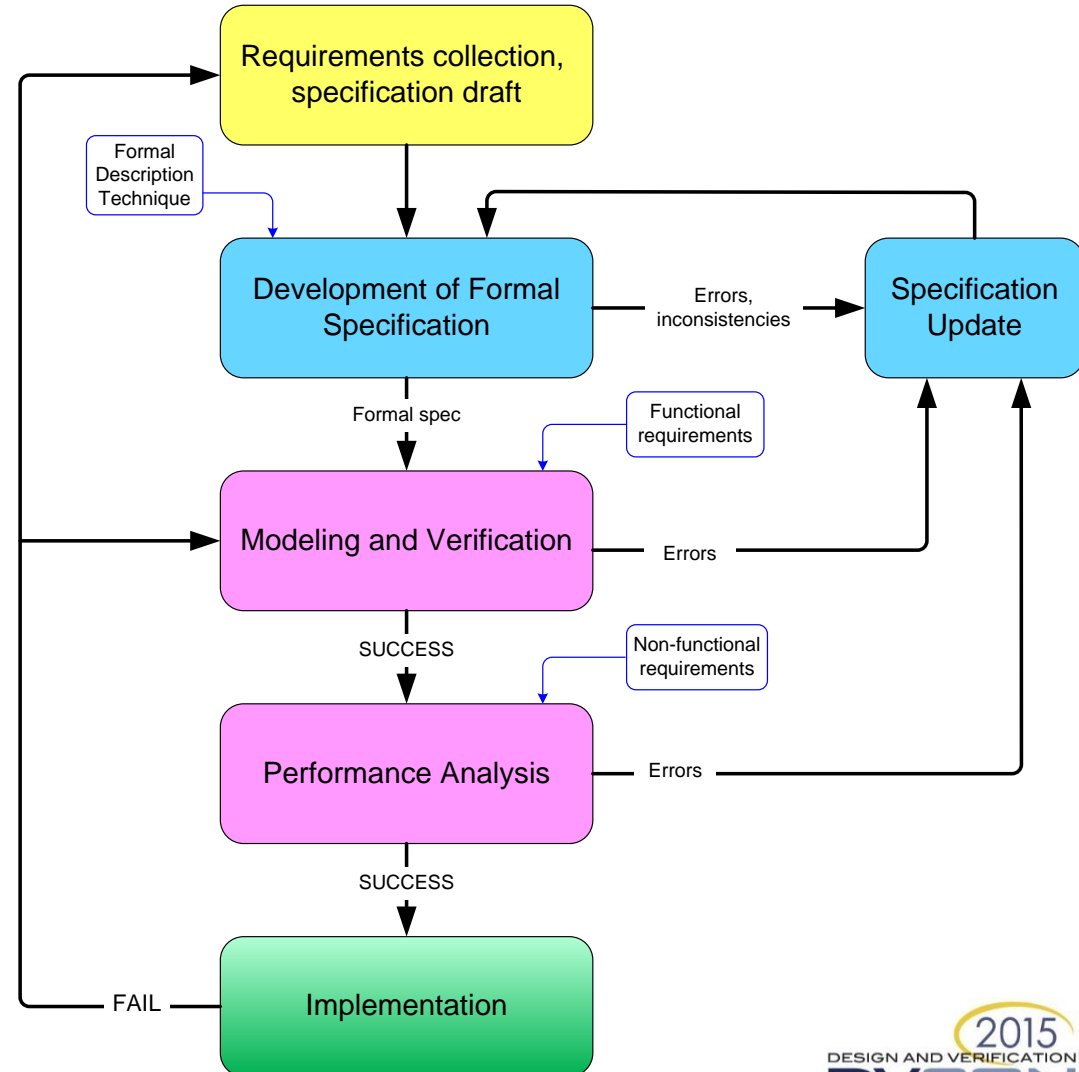 Requirements collection,
specification draft
Formal
Description
Technique
Development of Formal
Specification
Errors,
inconsistencies
Specification
Update
Formal spec
Functional
requirements
Modeling and Verification
Errors
SUCCESS
Non-functional
requirements
Performance Analysis
Errors
SUCCESS
Implementation
FAIL
2015
DESIGN AND VERIFICATION